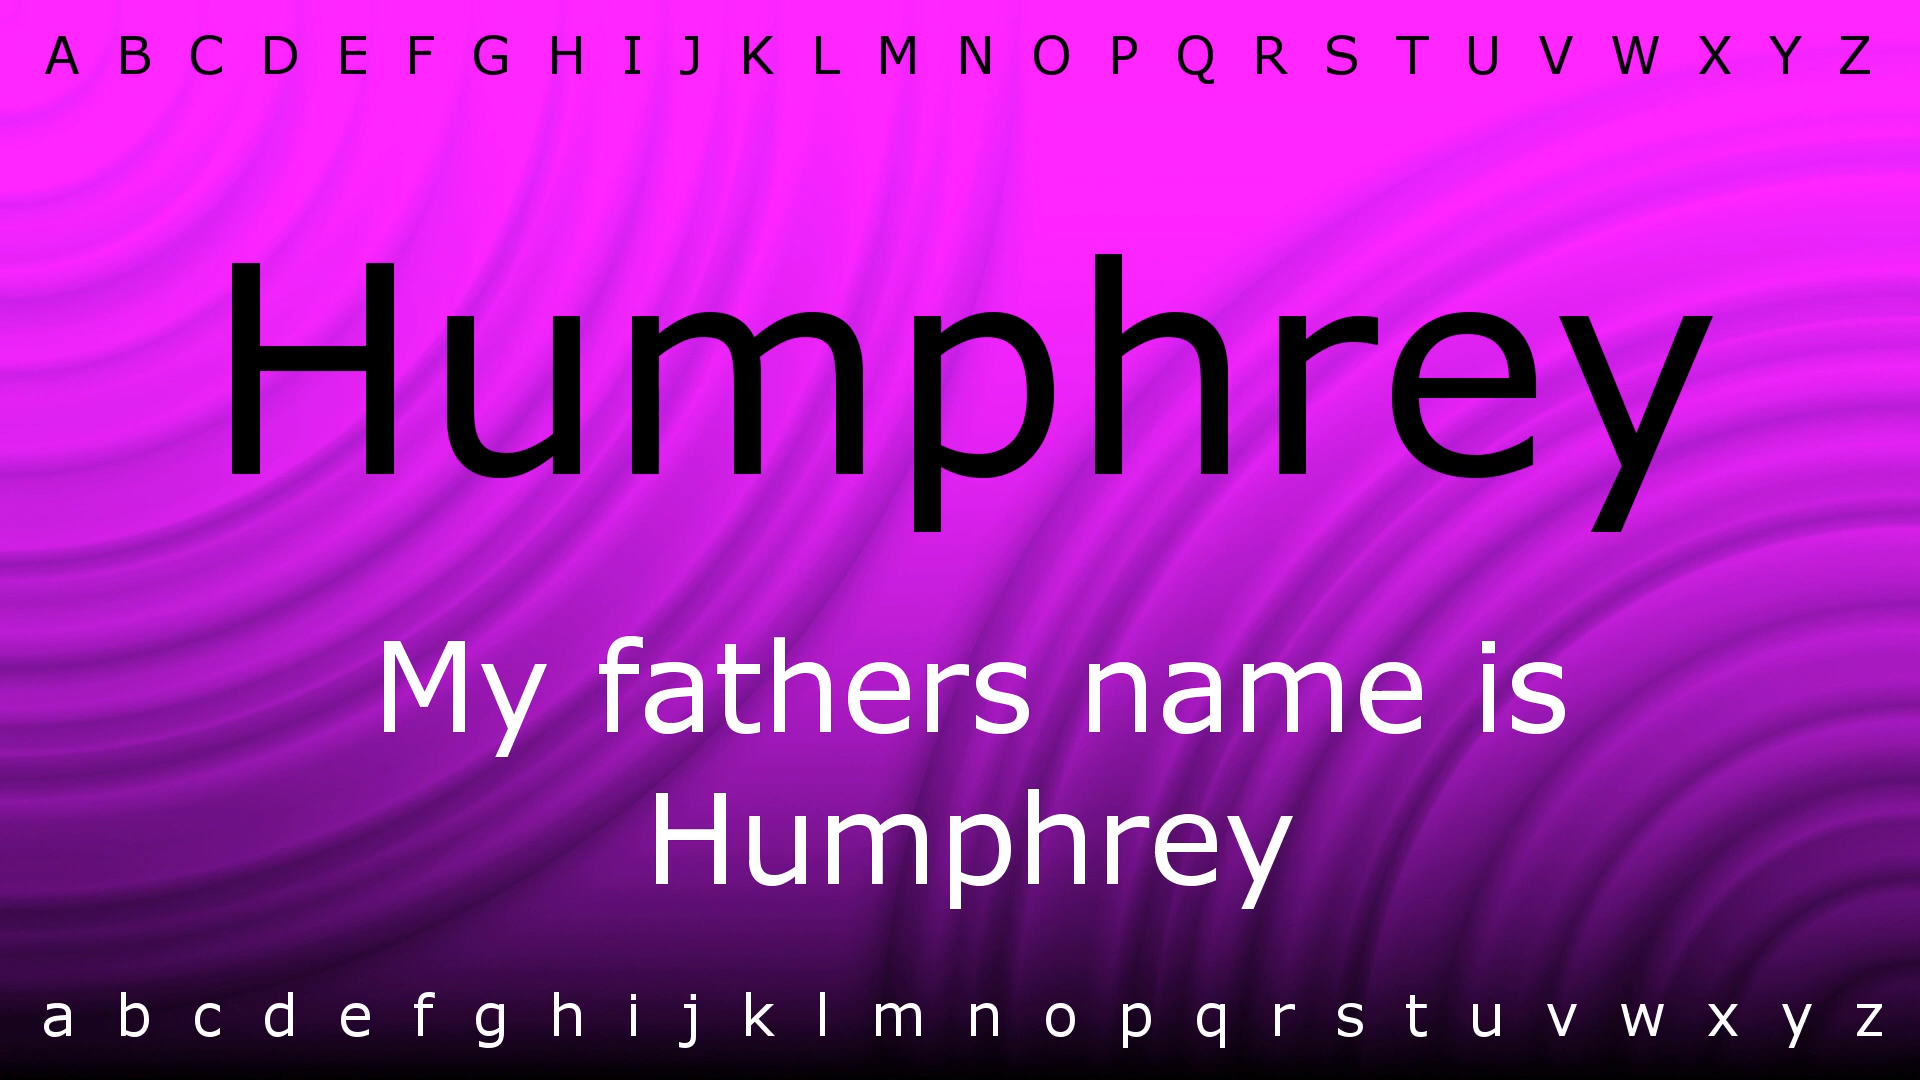 A B C D E F G H I J K L M N O P Q R S T U V W X Y Z
Humphrey
My fathers name is
Humphrey
a b c d e f g h i j k l m n o p q r s t u v w x y z